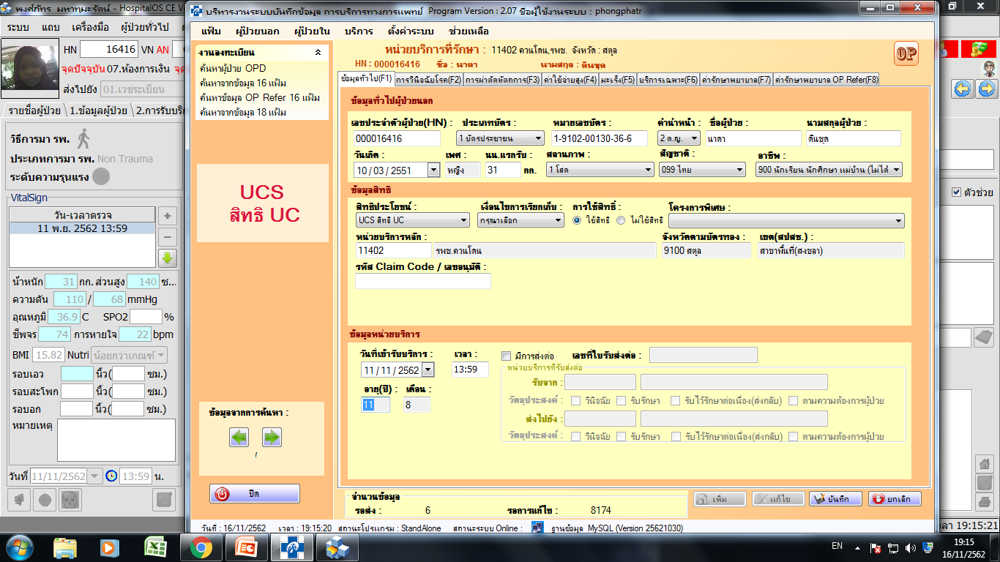 พงศ์ภัทร มหาทุมะรัตน์ - HospitalOS CE V
บริหารงานระบบบันทึกข้อมูล การบริการทางการแพทย์ Program Version : 2.07 ชื่อผู้ใช้งานระบบ : phongphatr
ระบบ แถบ เครื่องมือ ผู้ป่วยทั่วไป
แฟ้ม ผู้ป่วยนอก ผู้ป่วยใน บริการ ตั้งค่าระบบ ช่วยเหลือ
HN 16416 VN AN
จุดปัจจุบัน 07.ห้องการเงิน
ส่งไปยัง 01.เวชระเบียน
รายชื่อผู้ป่วย 1.ข้อมูลผู้ป่วย 2.การรับบริ
วิธีการมา รพ.
ประเภทการมา รพ. Non Trauma
ระดับความรุนแรง
VitalSign
วัน-เวลาตรวจ
11 พ.ย. 2562 13:59
น้ำหนัก 31 กก. ส่วนสูง 140 ซ...
ความดัน 110 / 68 mmHg
อุณหภูมิ 36.9 C SPO2 %
ชีพจร 74 การหายใจ 22 bpm
BMI 15.82 Nutri น้อยกว่าเกณฑ์
รอบเอว นิ้ว( ซม.)
รอบสะโพก นิ้ว( ซม.)
รอบอก นิ้ว( ซม.)
หมายเหตุ
วันที่ 11/11/2562 13:59 น.
งานลงทะเบียน
ค้นหาผู้ป่วย OPD
ค้นหาจากข้อมูล 16 แฟ้ม
ค้นหาข้อมูล OP Refer 16 แฟ้ม
ค้นหาจากข้อมูล 18 แฟ้ม
UCS
สิทธิ UC
ข้อมูลจากการค้นหา :
/
ปิด
หน่วยบริการที่รักษา : 11402 ควนโดน,รพช. จังหวัด : สตูล
OP
HN : 000016416 ชื่อ : นาดา นามสกุล : ดินชุด
ข้อมูลทั่วไป(F1) การวินิจฉัยโรค(F2) การผ่าตัดหัตถการ(F3) ค่าใช้จ่ายสูง(F4) มะเร็ง(F5) บริการเฉพาะ(F6) ค่ารักษาพยาบาล(F7) ค่ารักษาพยาบาล OP Refer(F8)
ข้อมูลทั่วไปผู้ป่วยนอก
เลขประจำตัวผู้ป่วย(HN) : ประเภทบัตร : หมายเลขบัตร : คำนำหน้า : ชื่อผู้ป่วย : นามสกุลผู้ป่วย :
000016416 1 บัตรประชาชน 1-9102-00130-36-6 2 ด.ญ. นาดา ดินชุด
วันเกิด : เพศ : นน.แรกรับ : สถานภาพ : สัญชาติ : อาชีพ :
10 / 03 / 2551 หญิง 31 กก. 1 โสด 099 ไทย 900 นักเรียน นักศึกษา แม่บ้าน (ไม่ได้
ข้อมูลสิทธิ
สิทธิประโยชน์ : เงื่อนไขการเรียกเก็บ : การใช้สิทธิ์ : โครงการพิเศษ :
UCS สิทธิ UC กรุณาเลือก ใช้สิทธิ ไม่ใช้สิทธิ
หน่วยบริการหลัก : จังหวัดตามบัตรทอง : เขต(สปสช.) :
11402 รพช.ควนโดน 9100 สตูล สาขาพื้นที่(สงขลา)
รหัส Claim Code / เลขอนุมัติ :
ข้อมูลหน่วยบริการ
วันที่เข้ารับบริการ : เวลา : มีการส่งต่อ เลขที่ใบรับส่งต่อ :
11 / 11 / 2562 13:59
หน่วยบริการที่รับส่งต่อ
อายุ(ปี) : เดือน : รับจาก :
11 8
วัตถุประสงค์ : วินิจฉัย รับรักษา รับไว้รักษาต่อเนื่อง(ส่งกลับ) ตามความต้องการผู้ป่วย
ส่งไปยัง :
วัตถุประสงค์ : วินิจฉัย รับรักษา รับไว้รักษาต่อเนื่อง(ส่งกลับ) ตามความต้องการผู้ป่วย
จำนวนข้อมูล
รอส่ง : 6 รอการแก้ไข : 8174
เพิ่ม แก้ไข บันทึก ยกเลิก
วันที่ : 16/11/2562 เวลา : 19:15:20 สถานะโปรแกรม : StandAlone สถานะระบบ Online : ฐานข้อมูล MySQL (Version 25621030)
ตัวช่วย
ลา 19:15:21
EN
19:15
16/11/2562